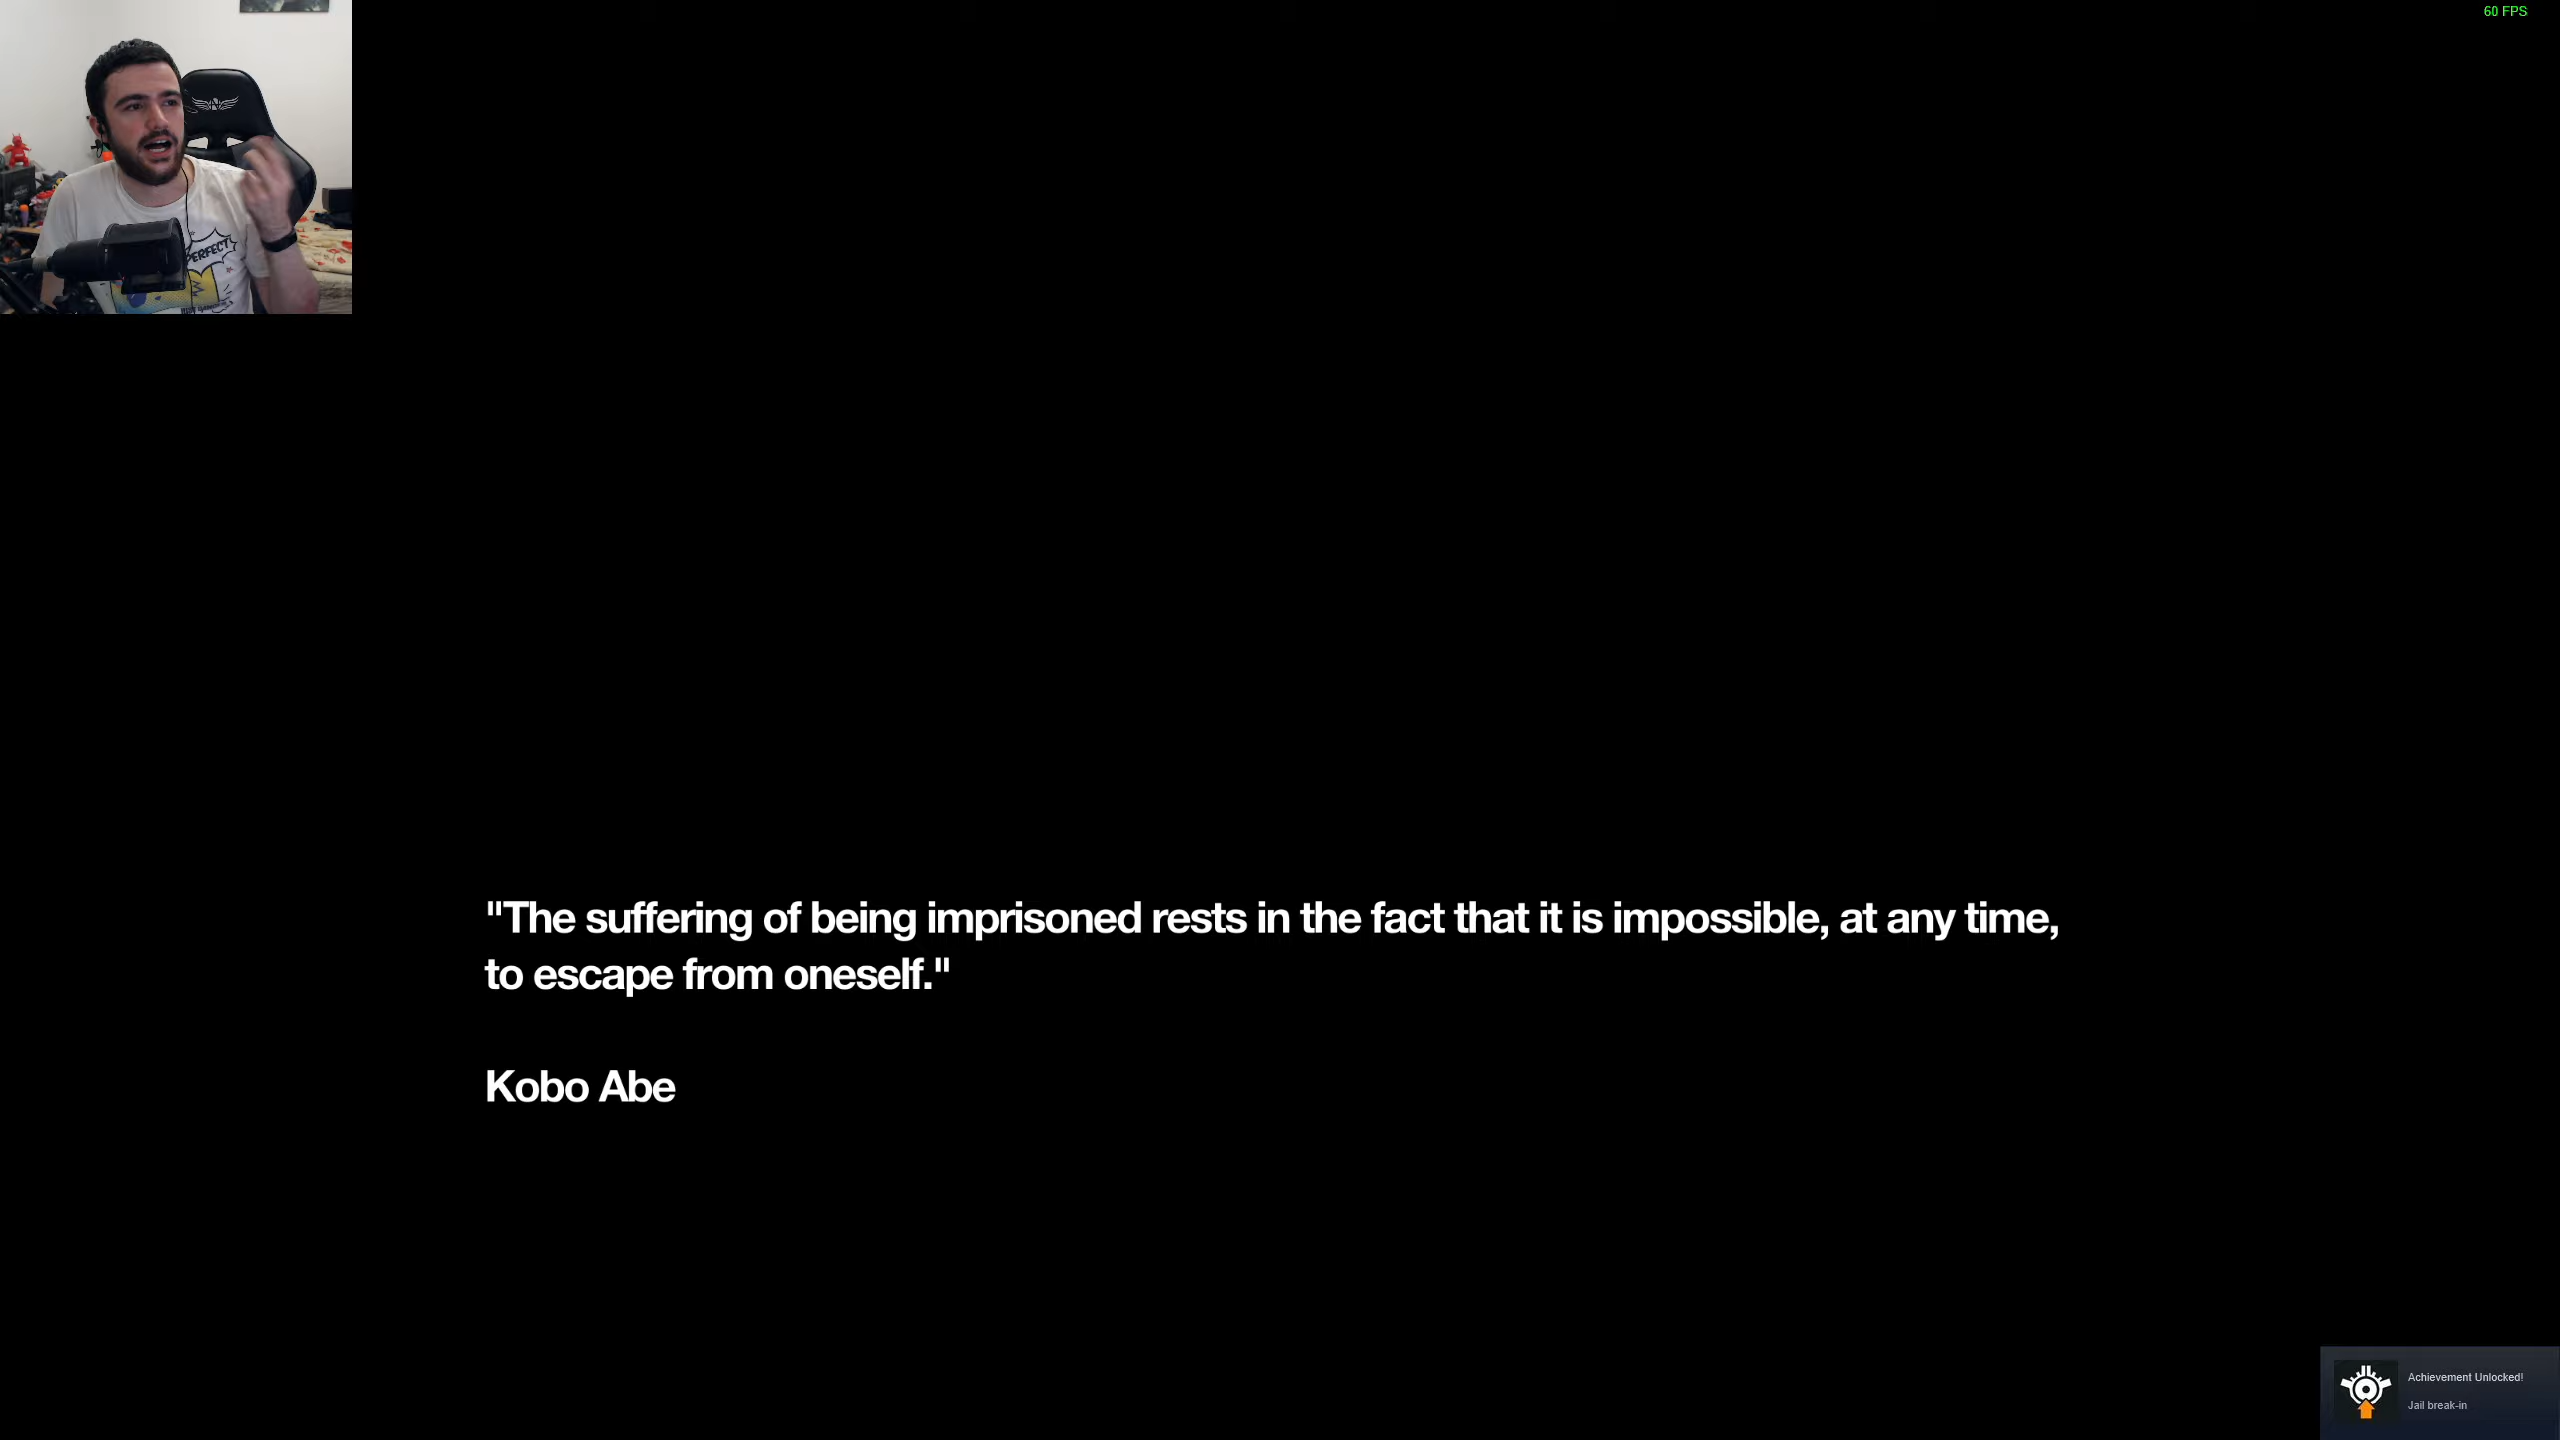 60 FPS
PERFECT
"The suffering of being imprisoned rests in the fact that it is impossible, at any time,
to escape from oneself."
Kobo Abe
Achievement Unlocked!
Jail break-in